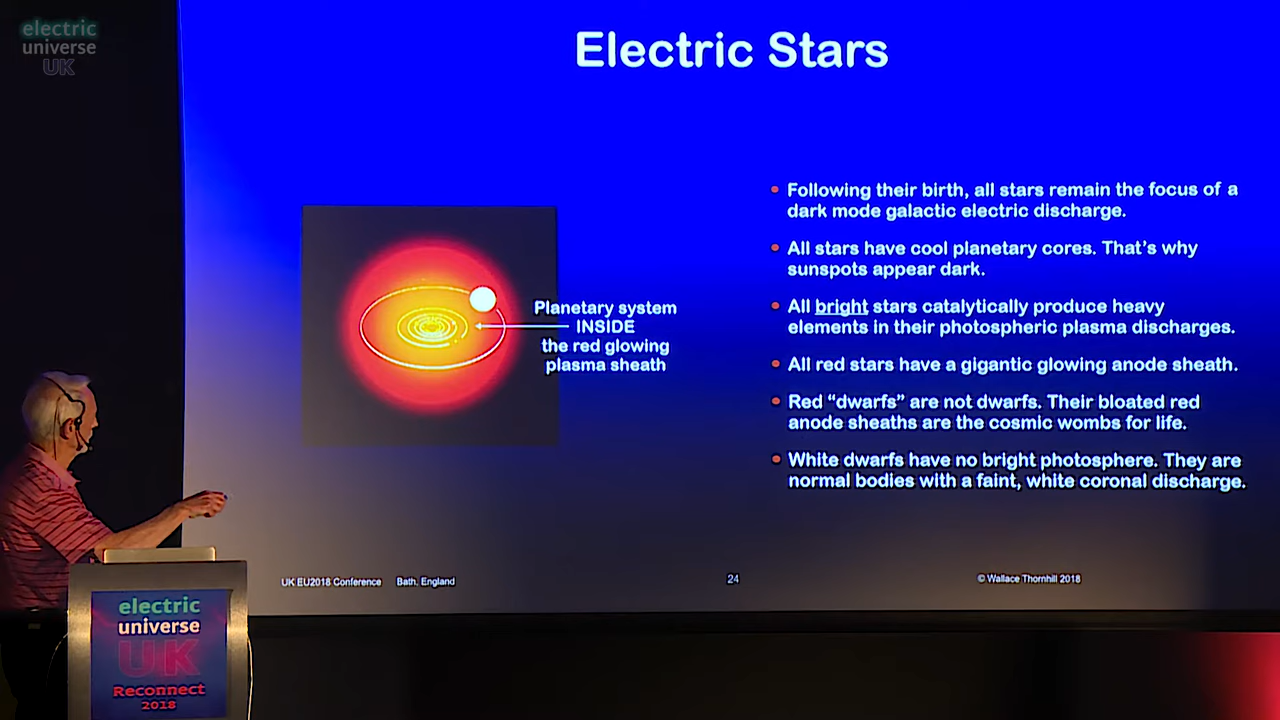 electric
universe
UK
Electric Stars
• Following their birth, all stars remain the focus of a
dark mode galactic electric discharge.
• All stars have cool planetary cores. That's why
sunspots appear dark.
• All bright stars catalytically produce heavy
elements in their photospheric plasma discharges.
• All red stars have a gigantic glowing anode sheath.
• Red “dwarfs” are not dwarfs. Their bloated red
anode sheaths are the cosmic wombs for life.
• White dwarfs have no bright photosphere. They are
normal bodies with a faint, white coronal discharge.
Planetary system
INSIDE
the red glowing
plasma sheath
UK EU2018 Conference Bath, England
24
© Wallace Thornhill 2018
electric
universe
UK
Reconnect
2018